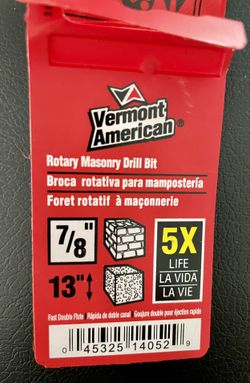 Vermont
American®
Rotary Masonry Drill Bit
Broca rotativa para mampostería
Foret rotatif à maçonnerie
7/8"
13"
5X
LIFE
LA VIDA
LA VIE
Fast Double Flute • Rápida de doble canal • Goujure double pour éjection rapide
0 45325 14052 9